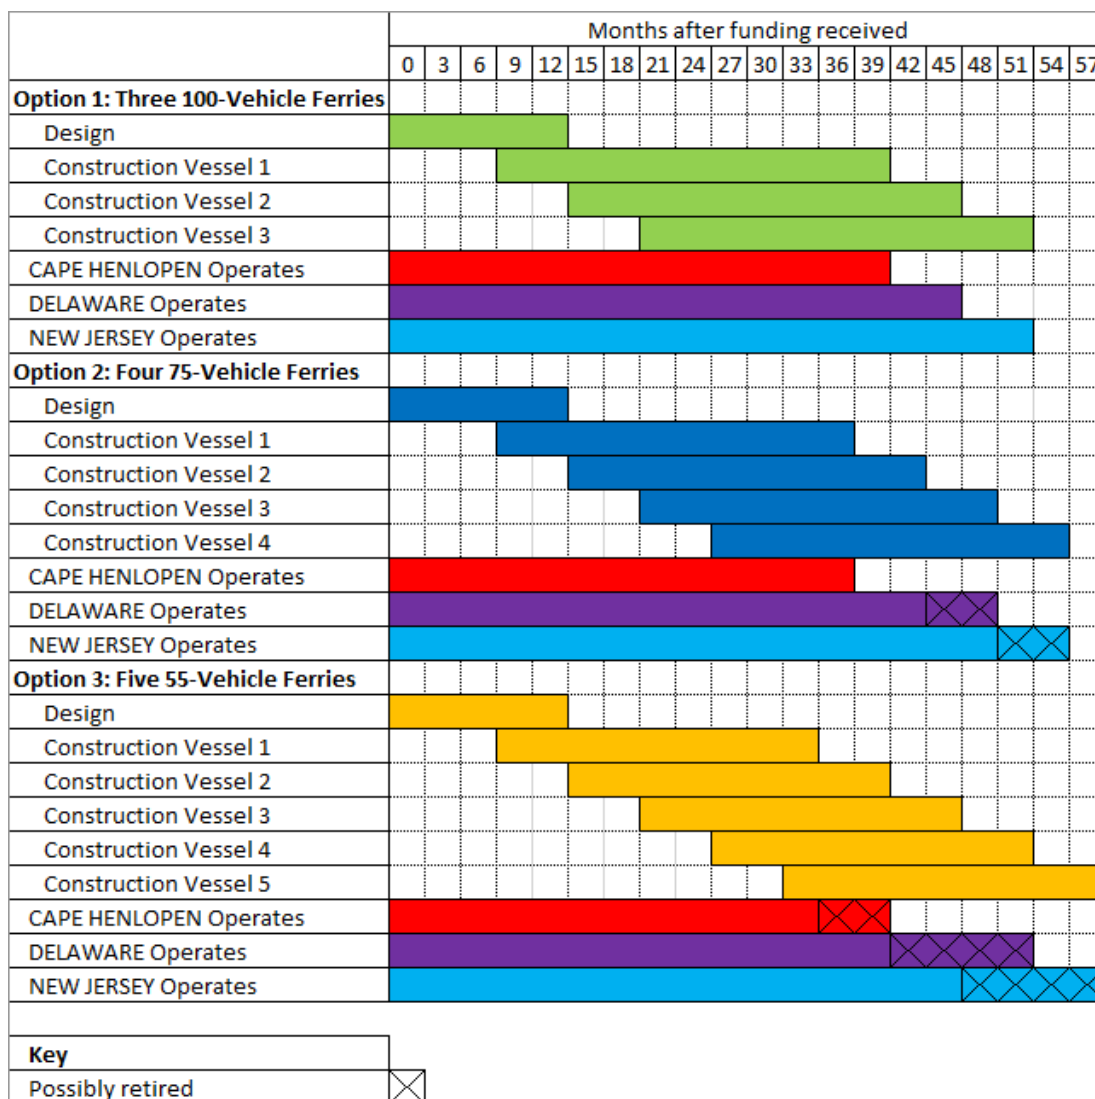 Months after funding received
0 3 6 9 12 15 18 21 24 27 30 33 36 39 42 45 48 51 54 57
Option 1: Three 100-Vehicle Ferries
Design
Construction Vessel 1
Construction Vessel 2
Construction Vessel 3
CAPE HENLOPEN Operates
DELAWARE Operates
NEW JERSEY Operates
Option 2: Four 75-Vehicle Ferries
Design
Construction Vessel 1
Construction Vessel 2
Construction Vessel 3
Construction Vessel 4
CAPE HENLOPEN Operates
DELAWARE Operates
NEW JERSEY Operates
Option 3: Five 55-Vehicle Ferries
Design
Construction Vessel 1
Construction Vessel 2
Construction Vessel 3
Construction Vessel 4
Construction Vessel 5
CAPE HENLOPEN Operates
DELAWARE Operates
NEW JERSEY Operates
Key
Possibly retired